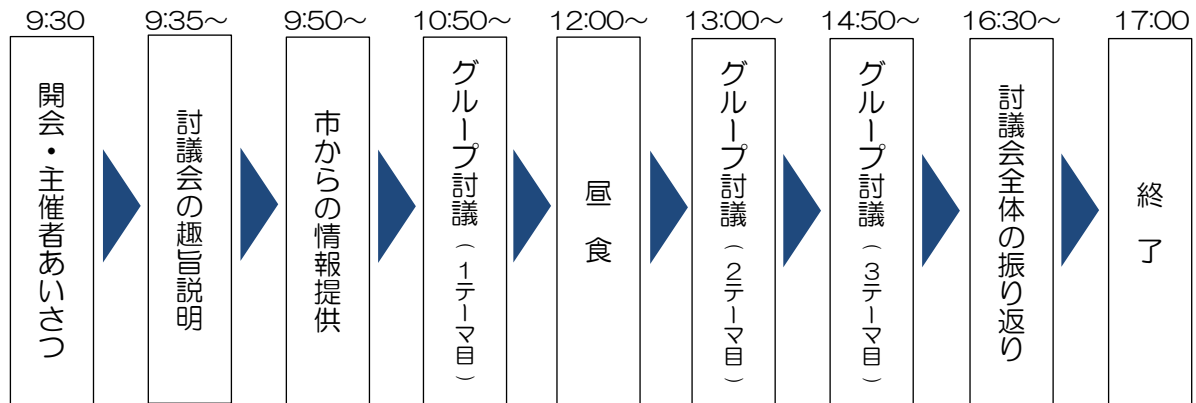 9:30
開会・主催者あいさつ
9:35～
討議会の趣旨説明
9:50～
市からの情報提供
10:50～
グループ討議（1テーマ目）
12:00～
昼 食
13:00～
グループ討議（2テーマ目）
14:50～
グループ討議（3テーマ目）
16:30～
討議会全体の振り返り
17:00
終 了